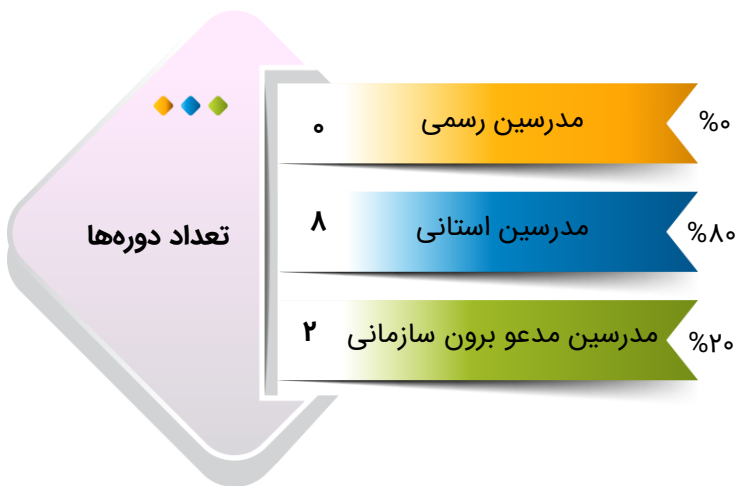 تعداد دوره‌ها
۰ مدرسین رسمی %۰
۸ مدرسین استانی %۸۰
۲ مدرسین مدعو برون سازمانی %۲۰